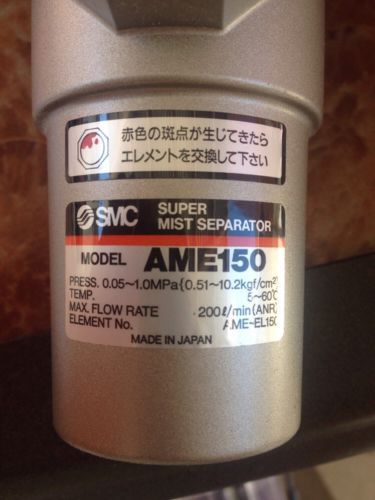 赤色の斑点が生じてきたら
エレメントを交換して下さい
SMC SUPER
MIST SEPARATOR
MODEL AME150
PRESS. 0.05~1.0MPa{0.51~10.2kgf/cm²}
TEMP. 5~60℃
MAX. FLOW RATE 200ℓ/min(ANR)
ELEMENT No. AME-EL150
MADE IN JAPAN